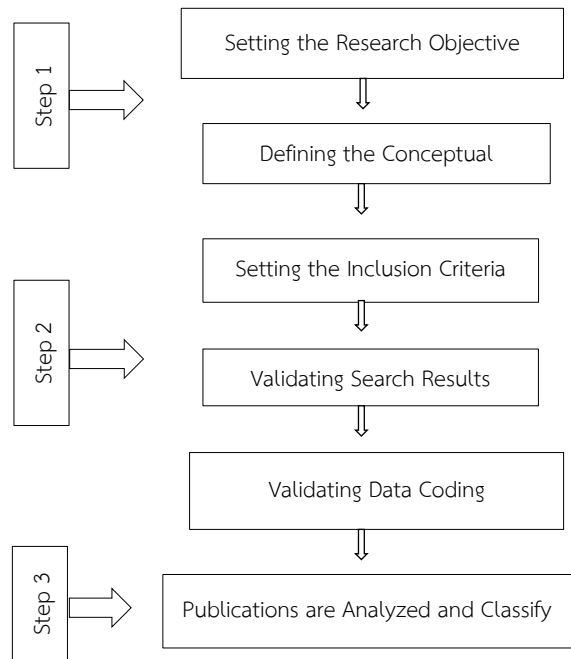 Step 1
Setting the Research Objective
Defining the Conceptual
Step 2
Setting the Inclusion Criteria
Validating Search Results
Validating Data Coding
Step 3
Publications are Analyzed and Classify